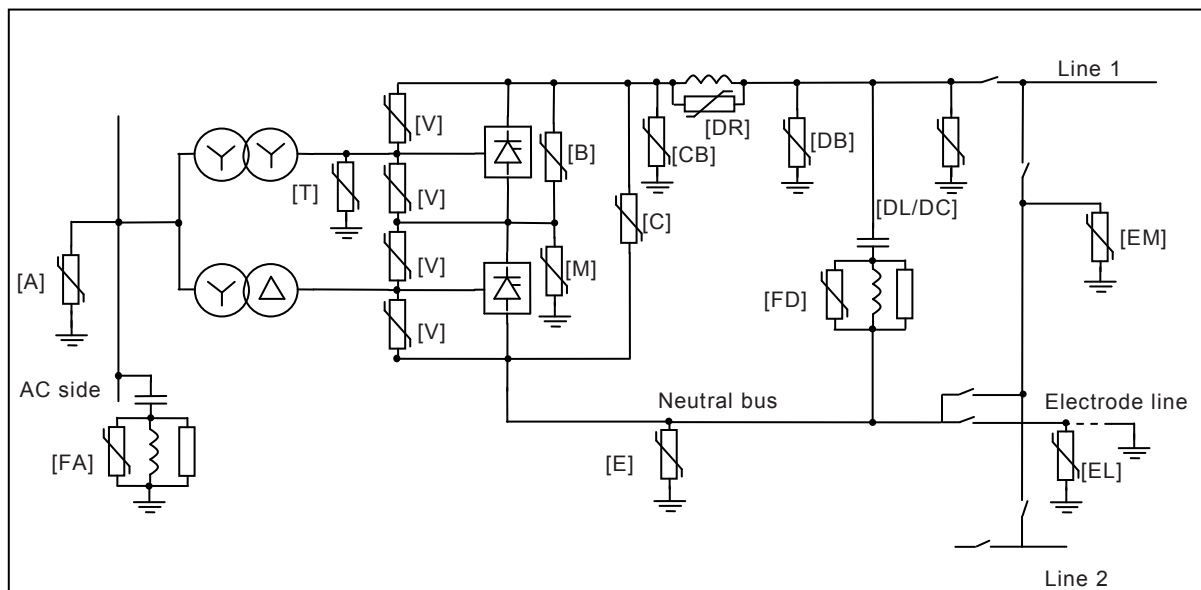 Line 1
[V]
[DR]
[B]
[CB]
[DB]
[T]
[V]
[C]
[DL/DC]
[EM]
[A]
[V]
[M]
[FD]
[V]
AC side
Neutral bus
Electrode line
[FA]
[E]
[EL]
Line 2